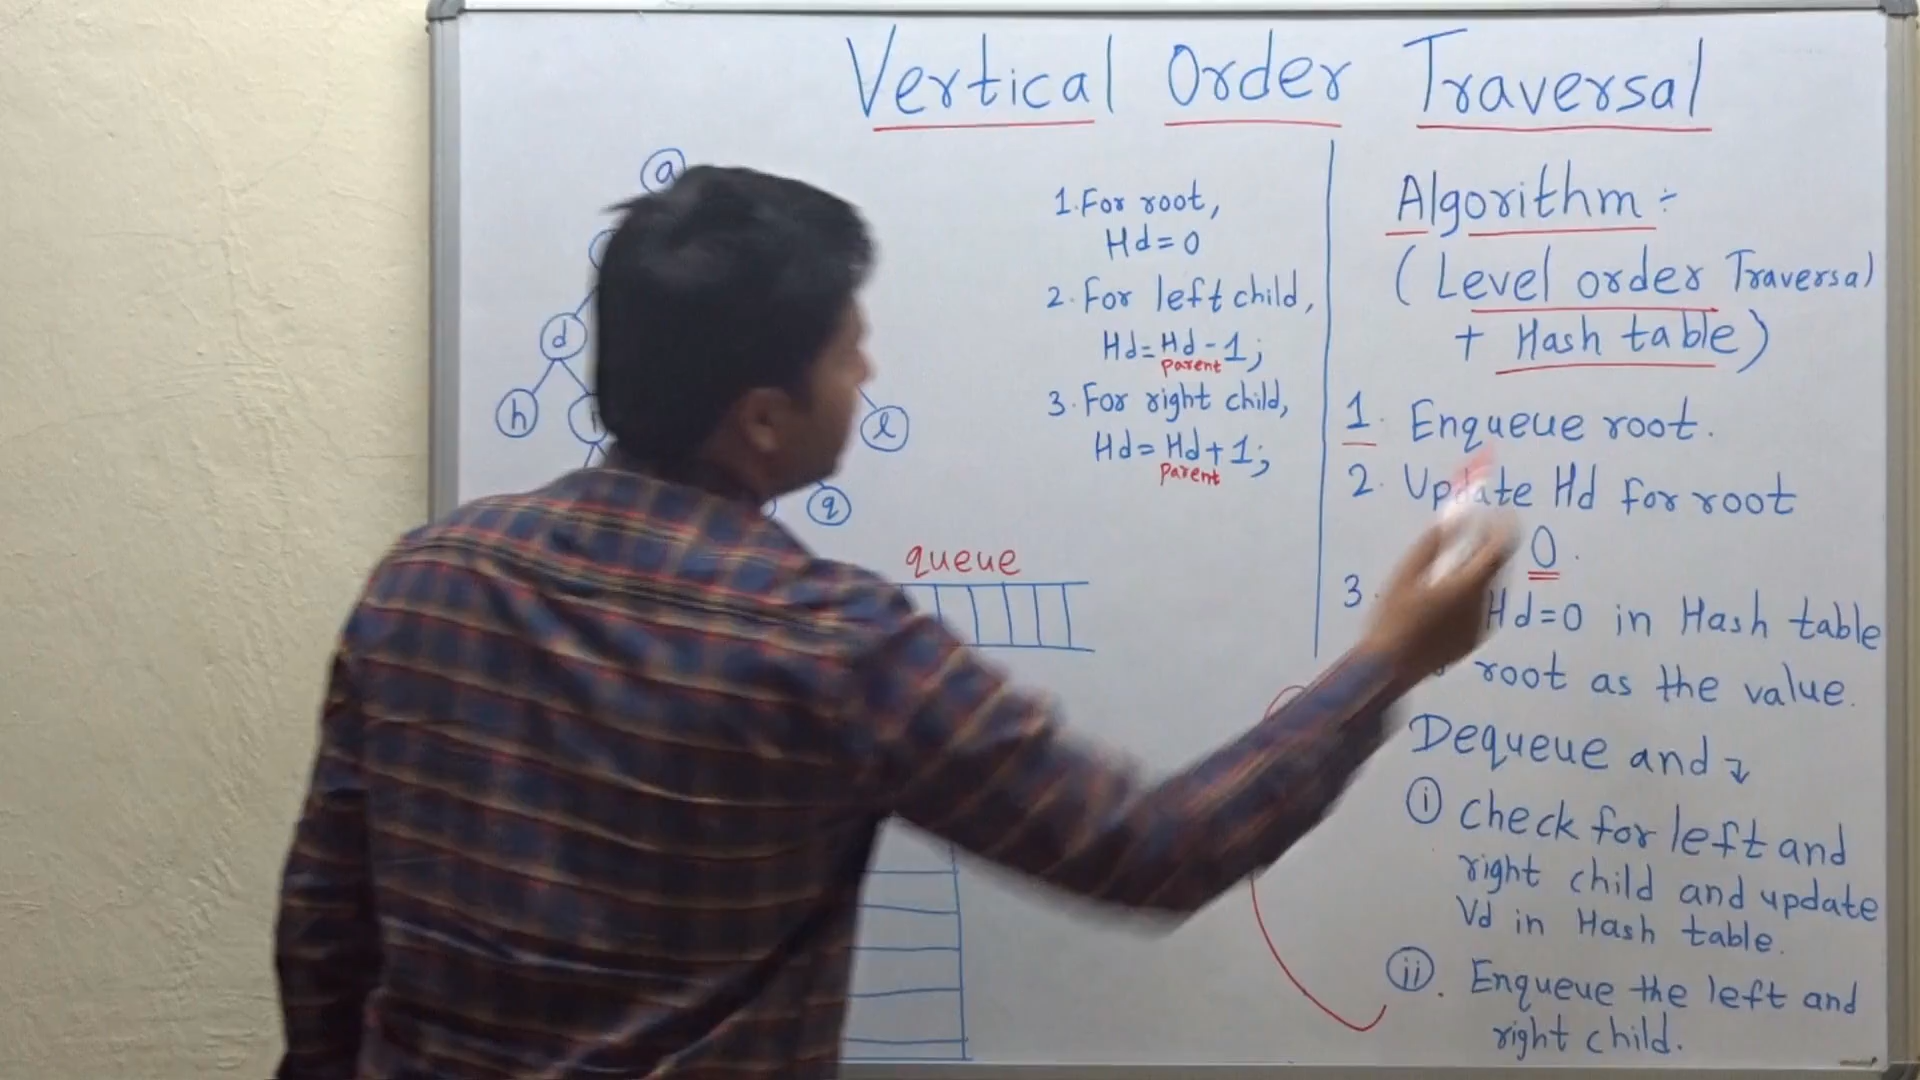 Vertical Order Traversal
a
d
h
l
q
1. For root,
Hd = 0
2. For left child,
Hd = Hd - 1;
parent
3. For right child,
Hd = Hd + 1;
parent
queue
Algorithm ÷
(Level order Traversal
+ Hash table)
1. Enqueue root.
2. Update Hd for root
0.
3.
Hd=0 in Hash table
root as the value.
Dequeue and ↴
(i) Check for left and
right child and update
Vd in Hash table.
(ii). Enqueue the left and
right child.